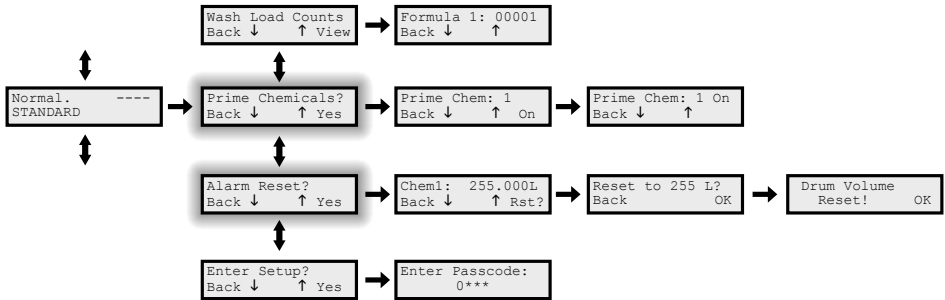 Wash Load Counts
Back ↓ ↑ View
Formula 1: 00001
Back ↓ ↑
Normal. ----
STANDARD
Prime Chemicals?
Back ↓ ↑ Yes
Prime Chem: 1
Back ↓ ↑ On
Prime Chem: 1 On
Back ↓ ↑
Alarm Reset?
Back ↓ ↑ Yes
Chem1: 255.000L
Back ↓ ↑ Rst?
Reset to 255 L?
Back OK
Drum Volume
Reset! OK
Enter Setup?
Back ↓ ↑ Yes
Enter Passcode:
0***